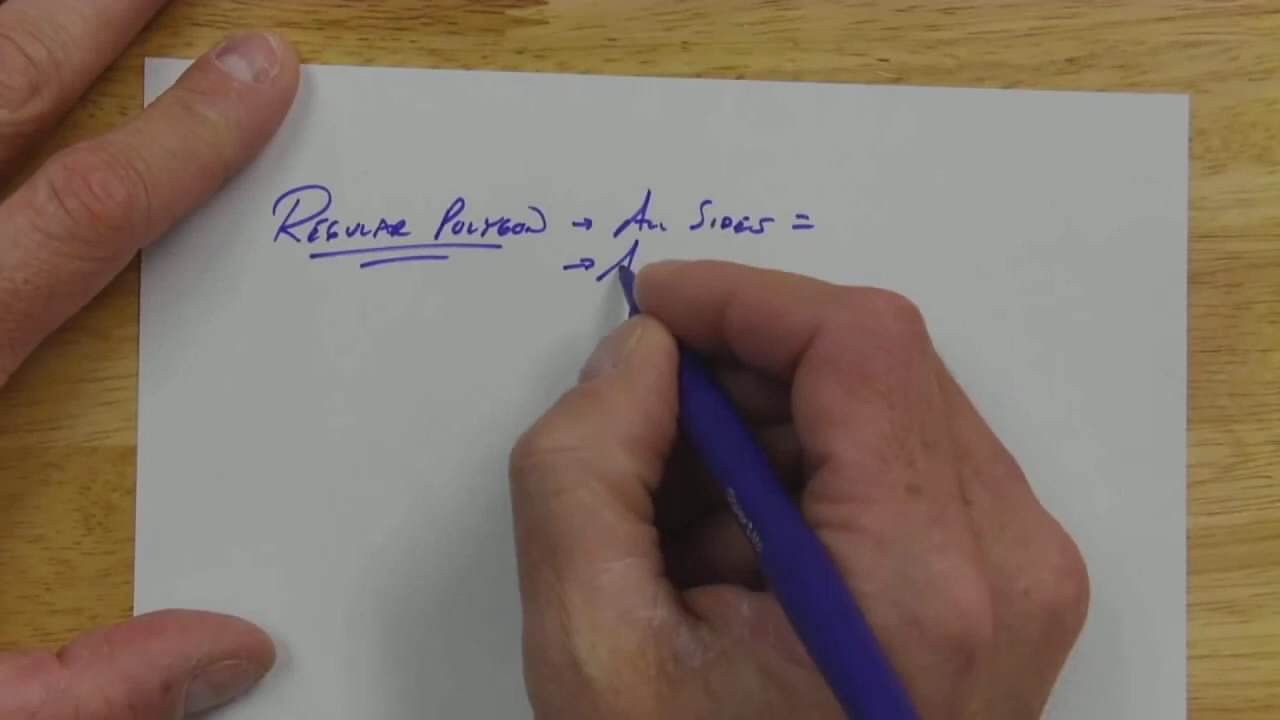 REGULAR POLYGON → ALL SIDES =
→ A